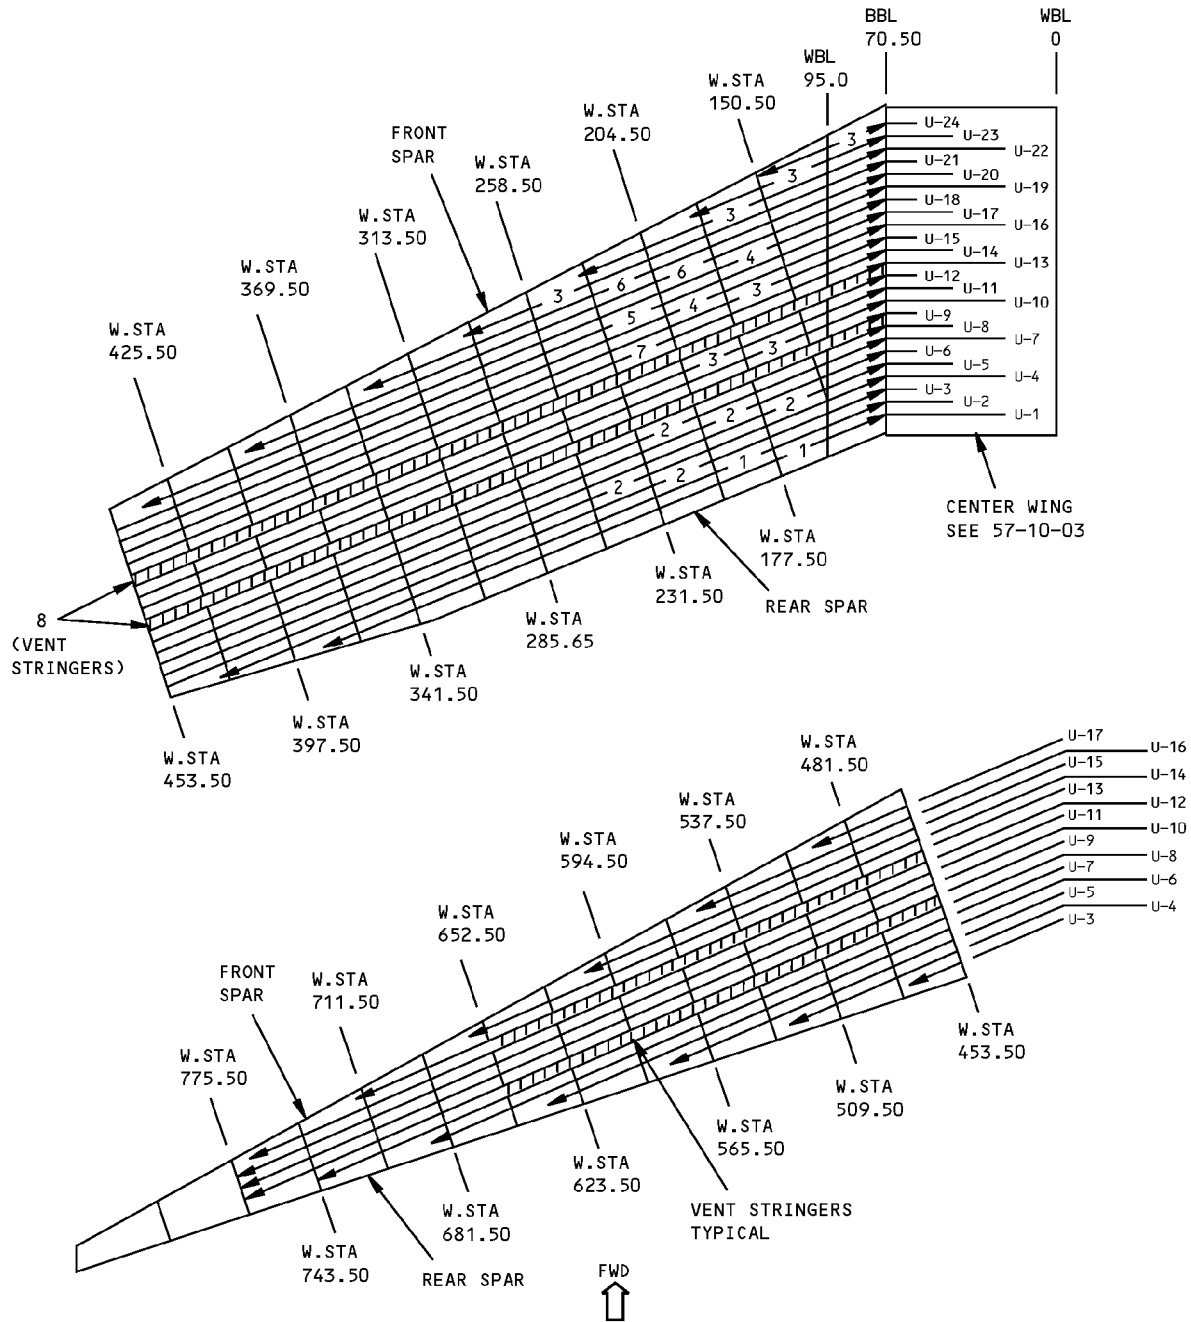 BBL
70.50
WBL
0
WBL
95.0
W.STA
150.50
W.STA
204.50
FRONT
SPAR
W.STA
258.50
W.STA
313.50
W.STA
369.50
W.STA
425.50
U-24
U-23
U-22
U-21
U-20
U-19
U-18
U-17
U-16
U-15
U-14
U-13
U-12
U-11
U-10
U-9
U-8
U-7
U-6
U-5
U-4
U-3
U-2
U-1
3
3
3
3 6 6 4
5 4 3
7
3 3
2 2
2 1 1
2
CENTER WING
SEE 57-10-03
W.STA
177.50
REAR SPAR
W.STA
231.50
W.STA
285.65
8
(VENT
STRINGERS)
W.STA
341.50
W.STA
397.50
W.STA
453.50
U-17
U-16
U-15
U-14
U-13
U-12
U-11
U-10
U-9
U-8
U-7
U-6
U-5
U-4
U-3
W.STA
481.50
W.STA
537.50
W.STA
594.50
W.STA
652.50
FRONT
SPAR
W.STA
711.50
W.STA
775.50
W.STA
453.50
W.STA
509.50
W.STA
565.50
W.STA
623.50
VENT STRINGERS
TYPICAL
W.STA
681.50
W.STA
743.50
REAR SPAR
FWD